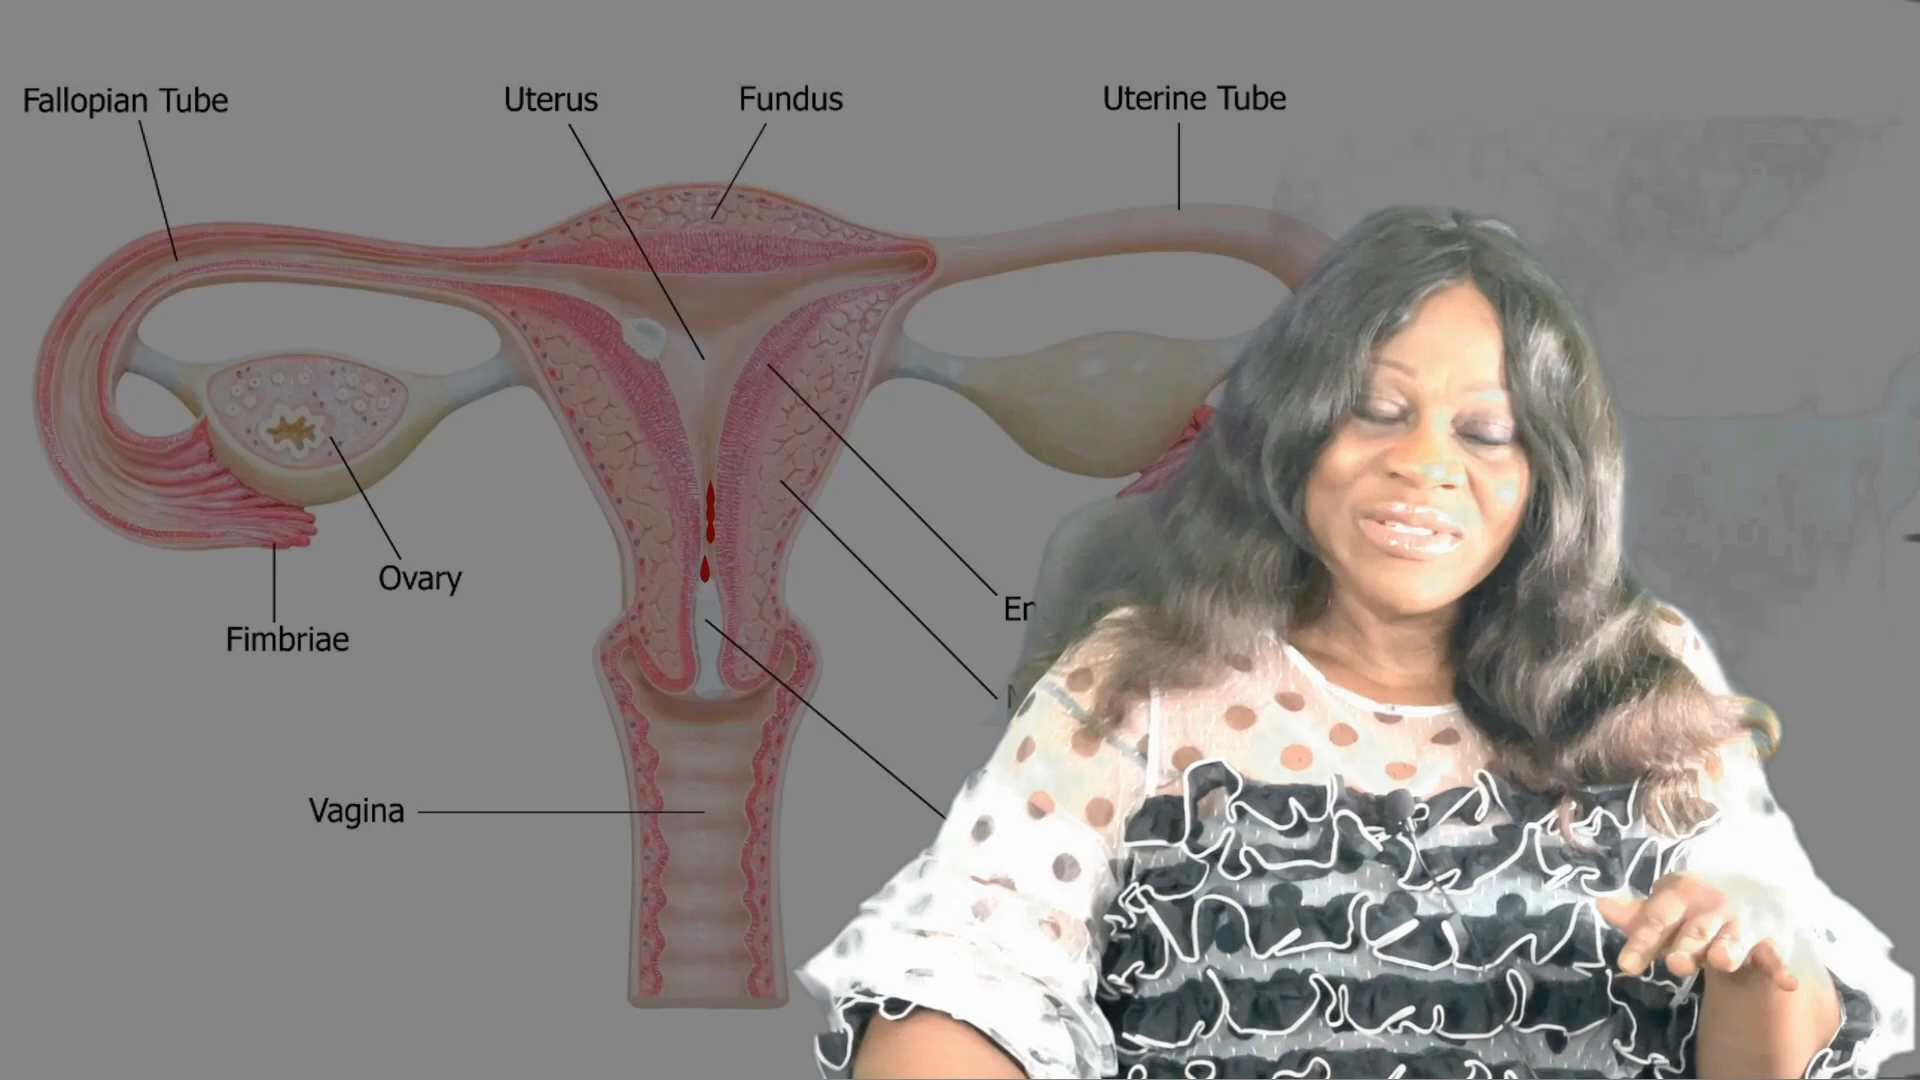 Fallopian Tube
Uterus
Fundus
Uterine Tube
Ovary
Fimbriae
Vagina